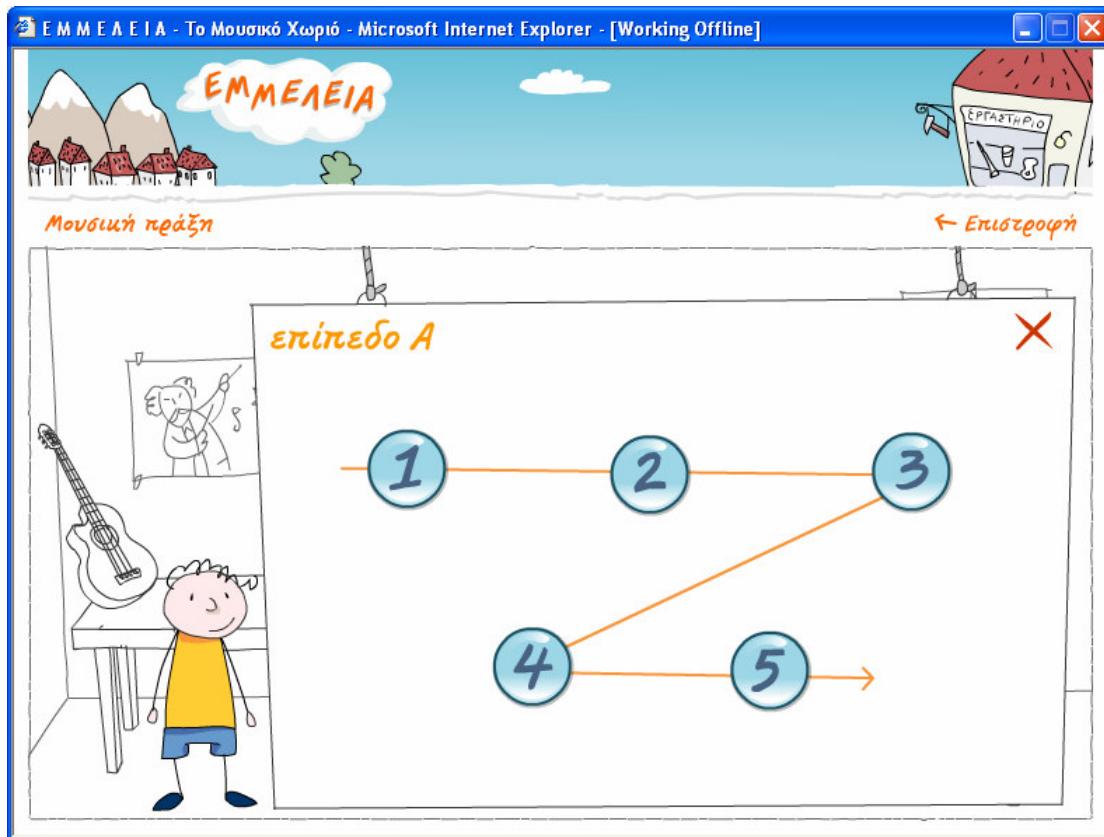 Ε Μ Μ Ε Λ Ε Ι Α - Το Μουσικό Χωριό - Microsoft Internet Explorer - [Working Offline]
ΕΜΜΕΛΕΙΑ
ΕΡΓΑΣΤΗΡΙΟ
Μουσική πράξη
← Επιστροφή
επίπεδο Α
1
2
3
4
5